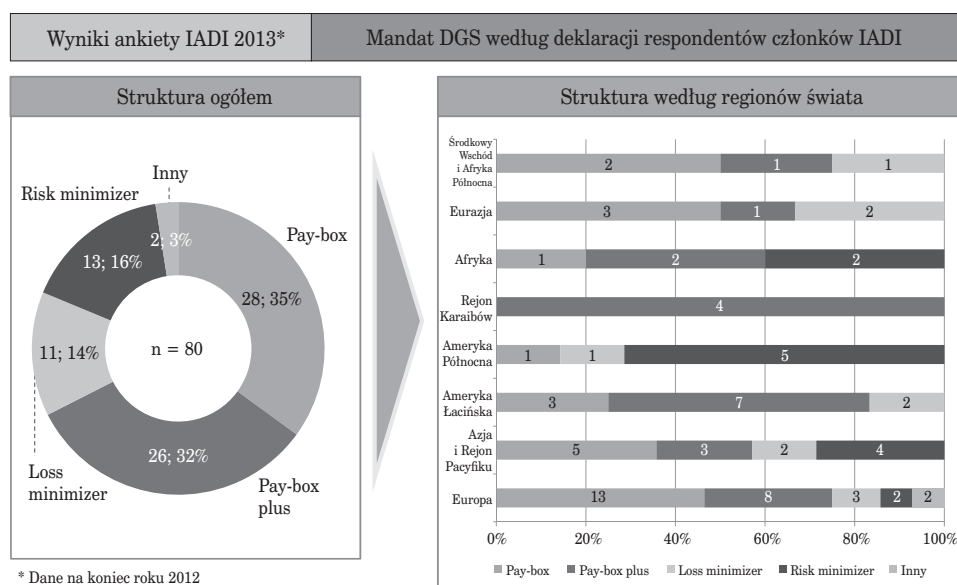 Wyniki ankiety IADI 2013*
Mandat DGS według deklaracji respondentów członków IADI
Struktura ogółem
Inny
Risk minimizer
2; 3%
Pay-box
13; 16%
28; 35%
11; 14%
n = 80
26; 32%
Loss
minimizer
Pay-box
plus
* Dane na koniec roku 2012
Struktura według regionów świata
Środkowy
Wschód
i Afryka
Północna
2 1 1
Eurazja
3 1 2
Afryka
1 2 2
Rejon
Karaibów
4
Ameryka
Północna
1 1 5
Ameryka
Łacińska
3 7 2
Azja
i Rejon
Pacyfiku
5 3 2 4
Europa
13 8 3 2 2
0% 20% 40% 60% 80% 100%
Pay-box Pay-box plus Loss minimizer Risk minimizer Inny